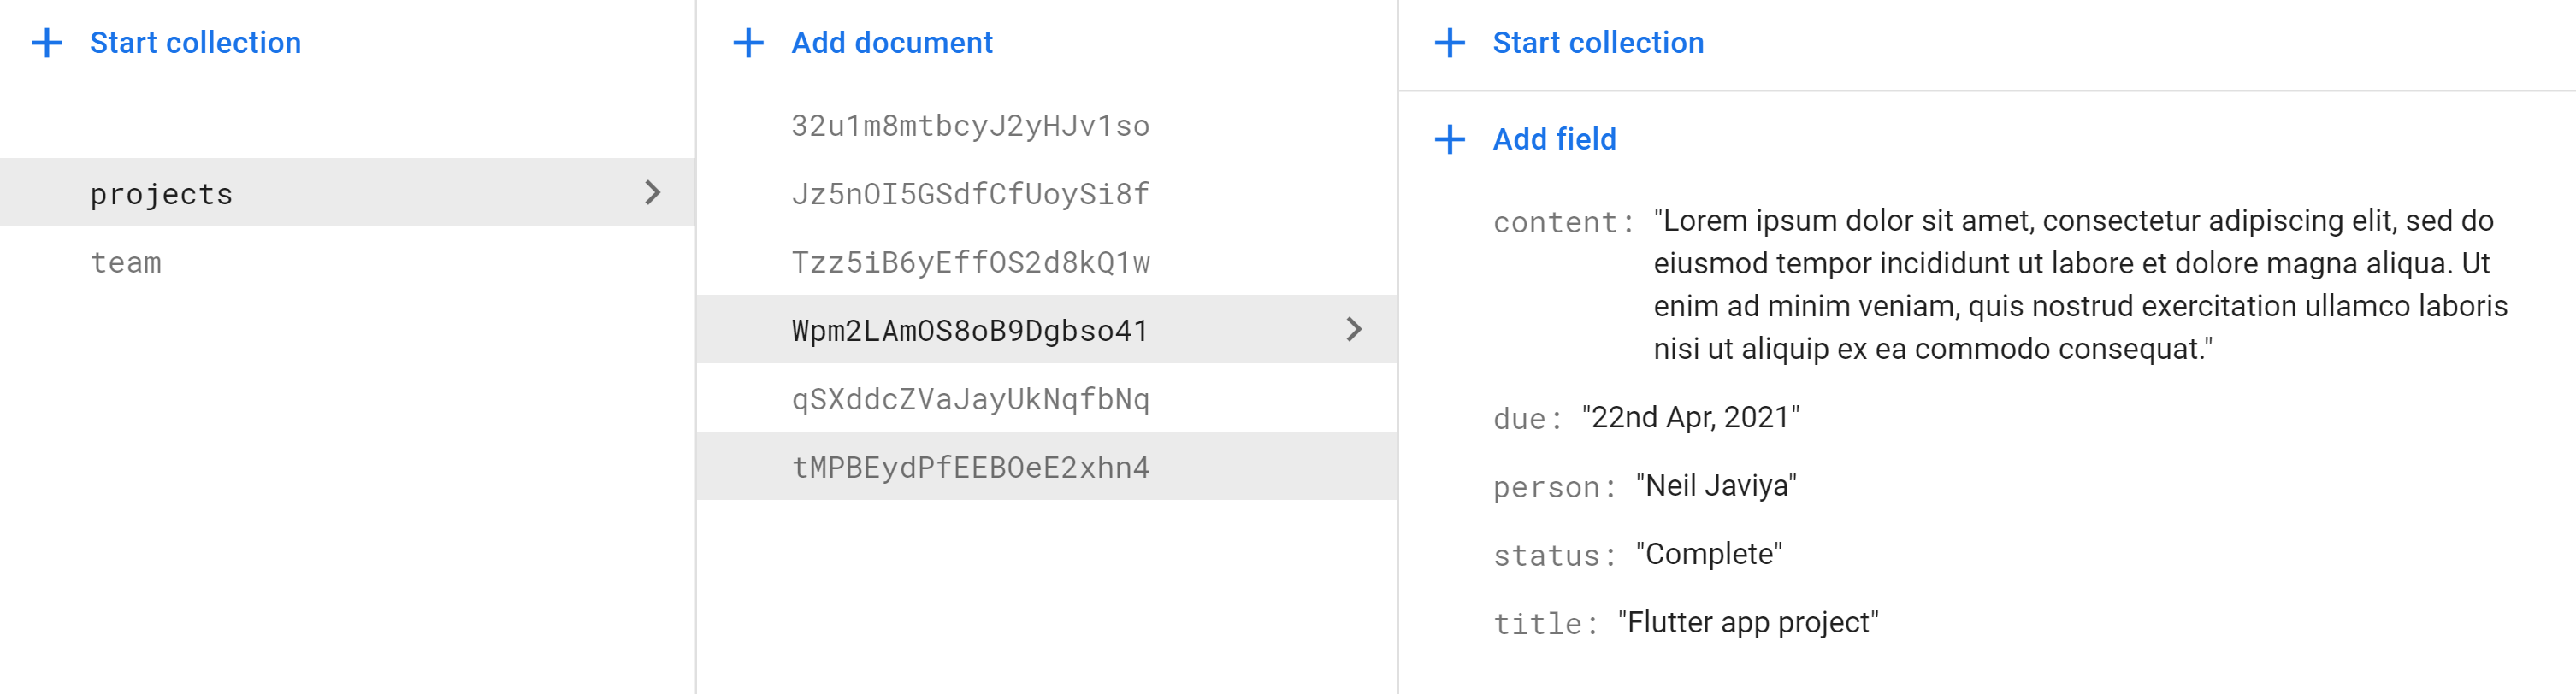 Start collection
projects
team
Add document
32u1m8mtbcyJ2yHJv1so
Jz5nOI5GSdfCfUoySi8f
Tzz5iB6yEffOS2d8kQ1w
Wpm2LAmOS8oB9Dgbso41
qSXddcZVaJayUkNqfbNq
tMPBEydPfEEBOeE2xhn4
Start collection
Add field
content: "Lorem ipsum dolor sit amet, consectetur adipiscing elit, sed do
eiusmod tempor incididunt ut labore et dolore magna aliqua. Ut
enim ad minim veniam, quis nostrud exercitation ullamco laboris
nisi ut aliquip ex ea commodo consequat."
due: "22nd Apr, 2021"
person: "Neil Javiya"
status: "Complete"
title: "Flutter app project"